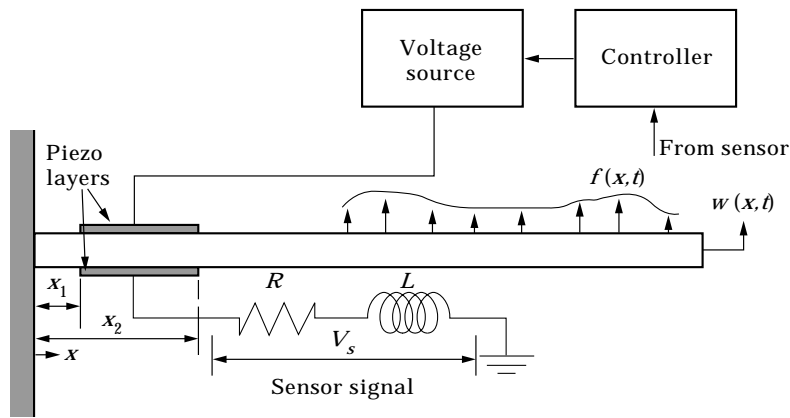 Voltage
source
Controller
From sensor
Piezo
layers
f (x,t)
w (x,t)
x1
x2
x
R
L
Vs
Sensor signal